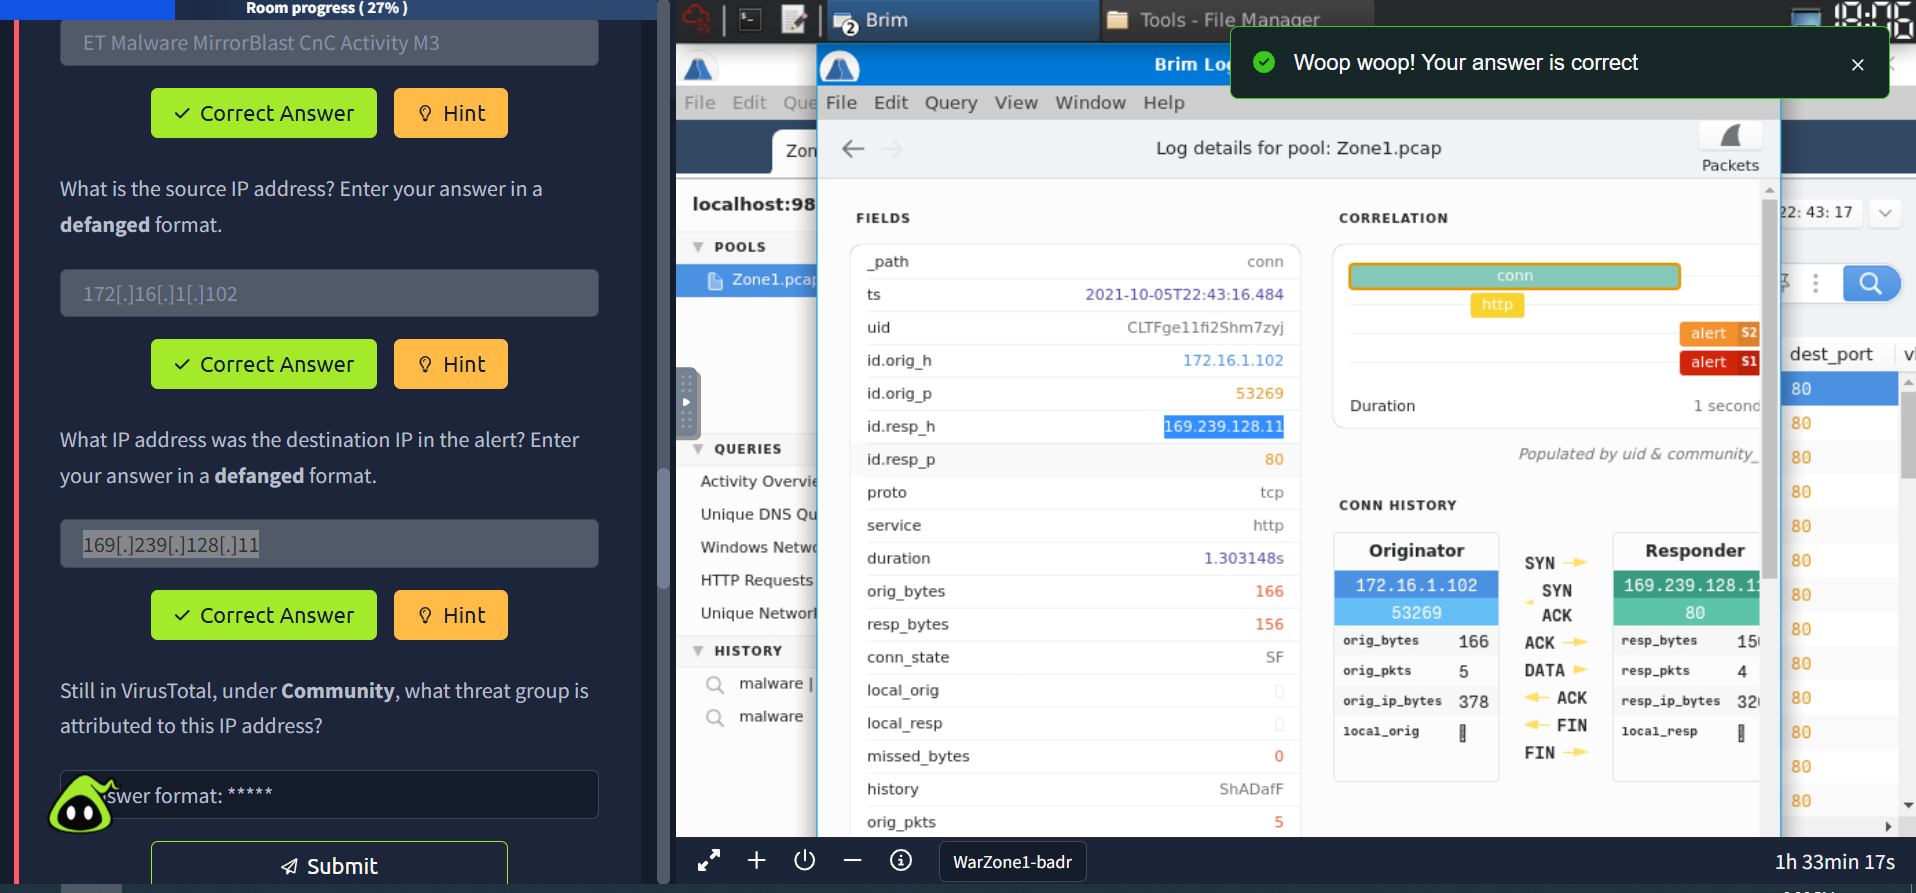 Room progress ( 27% )
ET Malware MirrorBlast CnC Activity M3
Correct Answer
Hint
What is the source IP address? Enter your answer in a
defanged format.
172[.]16[.]1[.]102
Correct Answer
Hint
What IP address was the destination IP in the alert? Enter
your answer in a defanged format.
169[.]239[.]128[.]11
Correct Answer
Hint
Still in VirusTotal, under Community, what threat group is
attributed to this IP address?
swer format: *****
Submit
2 Brim
Tools - File Manager
18:06
Woop woop! Your answer is correct
Brim Log
File Edit Que
File Edit Query View Window Help
Zon
Log details for pool: Zone1.pcap
Packets
localhost:98
POOLS
Zone1.pcap
QUERIES
Activity Overvie
Unique DNS Qu
Windows Netwo
HTTP Requests
Unique Network
HISTORY
malware |
malware
FIELDS
_path conn
ts 2021-10-05T22:43:16.484
uid CLTFge11fi2Shm7zyj
id.orig_h 172.16.1.102
id.orig_p 53269
id.resp_h 169.239.128.11
id.resp_p 80
proto tcp
service http
duration 1.303148s
orig_bytes 166
resp_bytes 156
conn_state SF
local_orig
local_resp
missed_bytes 0
history ShADafF
orig_pkts 5
CORRELATION
conn
http
alert S2
alert S1
Duration 1 second
Populated by uid & community_
CONN HISTORY
Originator
172.16.1.102
53269
orig_bytes 166
orig_pkts 5
orig_ip_bytes 378
local_orig
SYN
SYN
ACK
ACK
DATA
ACK
FIN
FIN
Responder
169.239.128.11
80
resp_bytes 15
resp_pkts 4
resp_ip_bytes 32
local_resp
22: 43: 17
dest_port
80
80
80
80
80
80
80
80
80
80
80
80
80
WarZone1-badr
1h 33min 17s